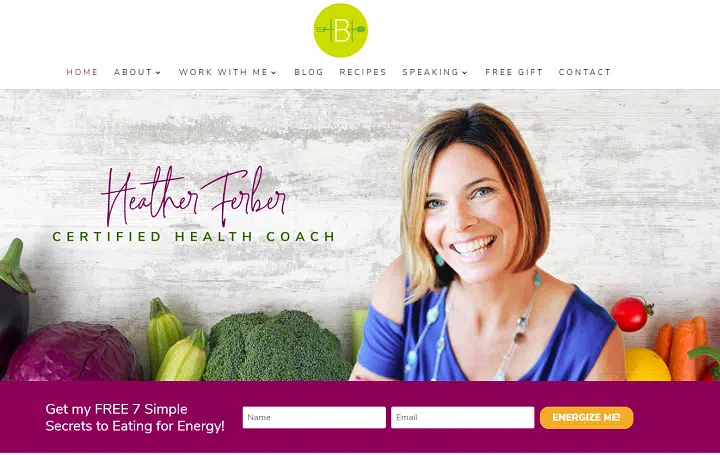 B
HOME ABOUT WORK WITH ME BLOG RECIPES SPEAKING FREE GIFT CONTACT
Heather Ferber
CERTIFIED HEALTH COACH
Get my FREE 7 Simple
Secrets to Eating for Energy!
Name Email ENERGIZE ME!